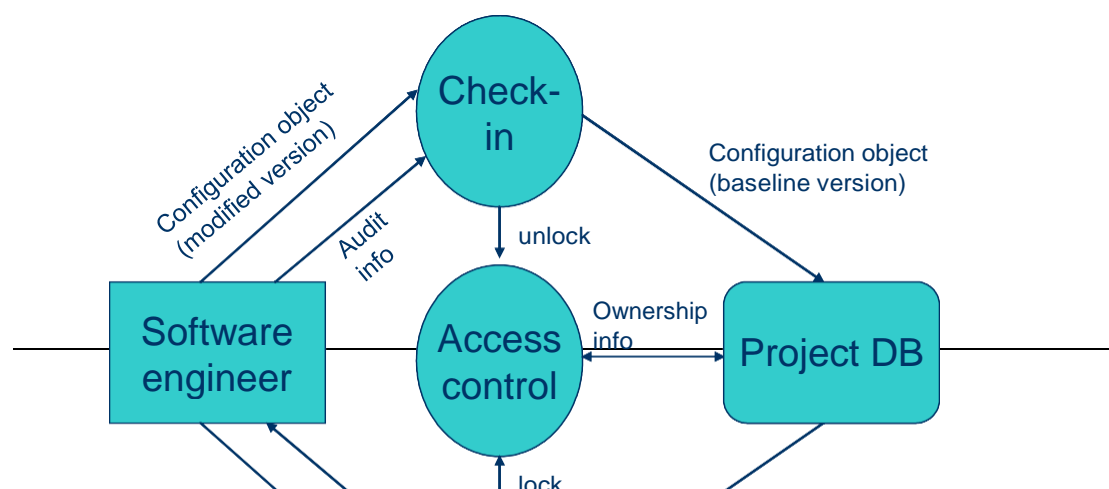 Check-
in
Configuration object
(modified version)
Configuration object
(baseline version)
Audit
info
unlock
Software
engineer
Access
control
Ownership
info
Project DB
lock